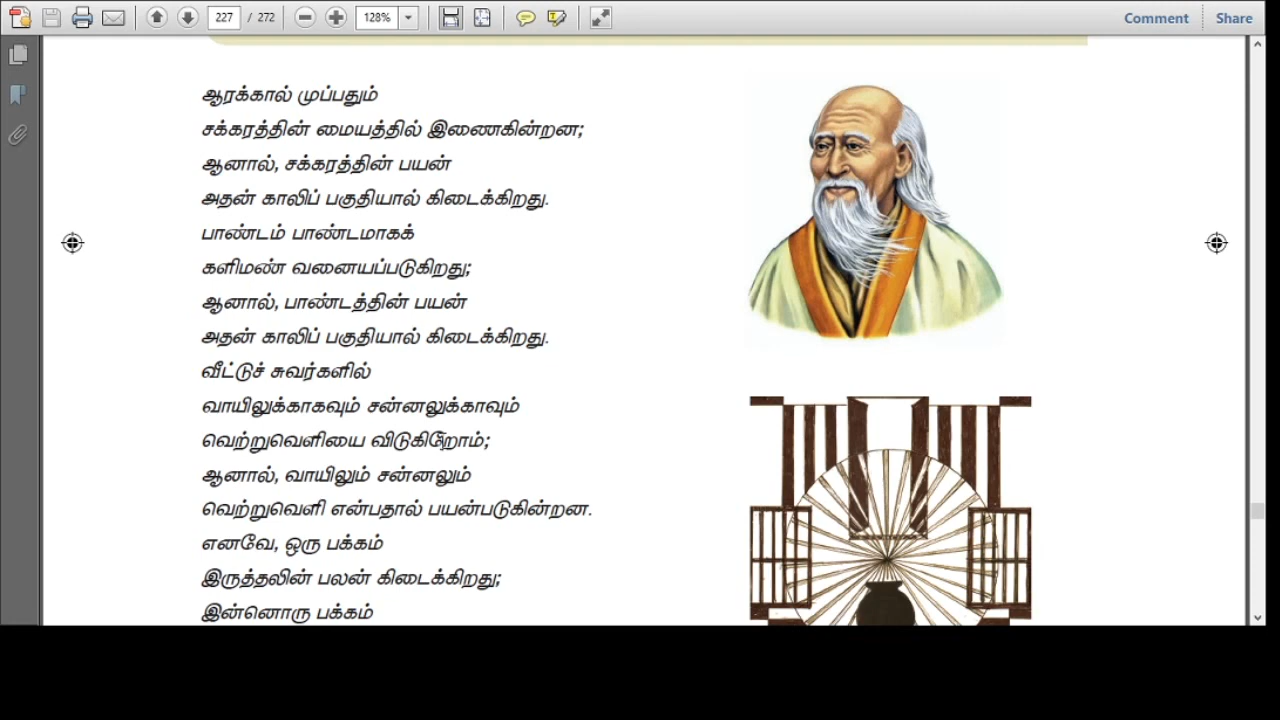 227 / 272
128%
Comment
Share
ஆரக்கால் முப்பதும்
சக்கரத்தின் மையத்தில் இணைகின்றன;
ஆனால், சக்கரத்தின் பயன்
அதன் காலிப் பகுதியால் கிடைக்கிறது.
பாண்டம் பாண்டமாகக்
களிமண் வனையப்படுகிறது;
ஆனால், பாண்டத்தின் பயன்
அதன் காலிப் பகுதியால் கிடைக்கிறது.
வீட்டுச் சுவர்களில்
வாயிலுக்காகவும் சன்னலுக்காவும்
வெற்றுவெளியை விடுகிறோம்;
ஆனால், வாயிலும் சன்னலும்
வெற்றுவெளி என்பதால் பயன்படுகின்றன.
எனவே, ஒரு பக்கம்
இருத்தலின் பலன் கிடைக்கிறது;
இன்னொரு பக்கம்